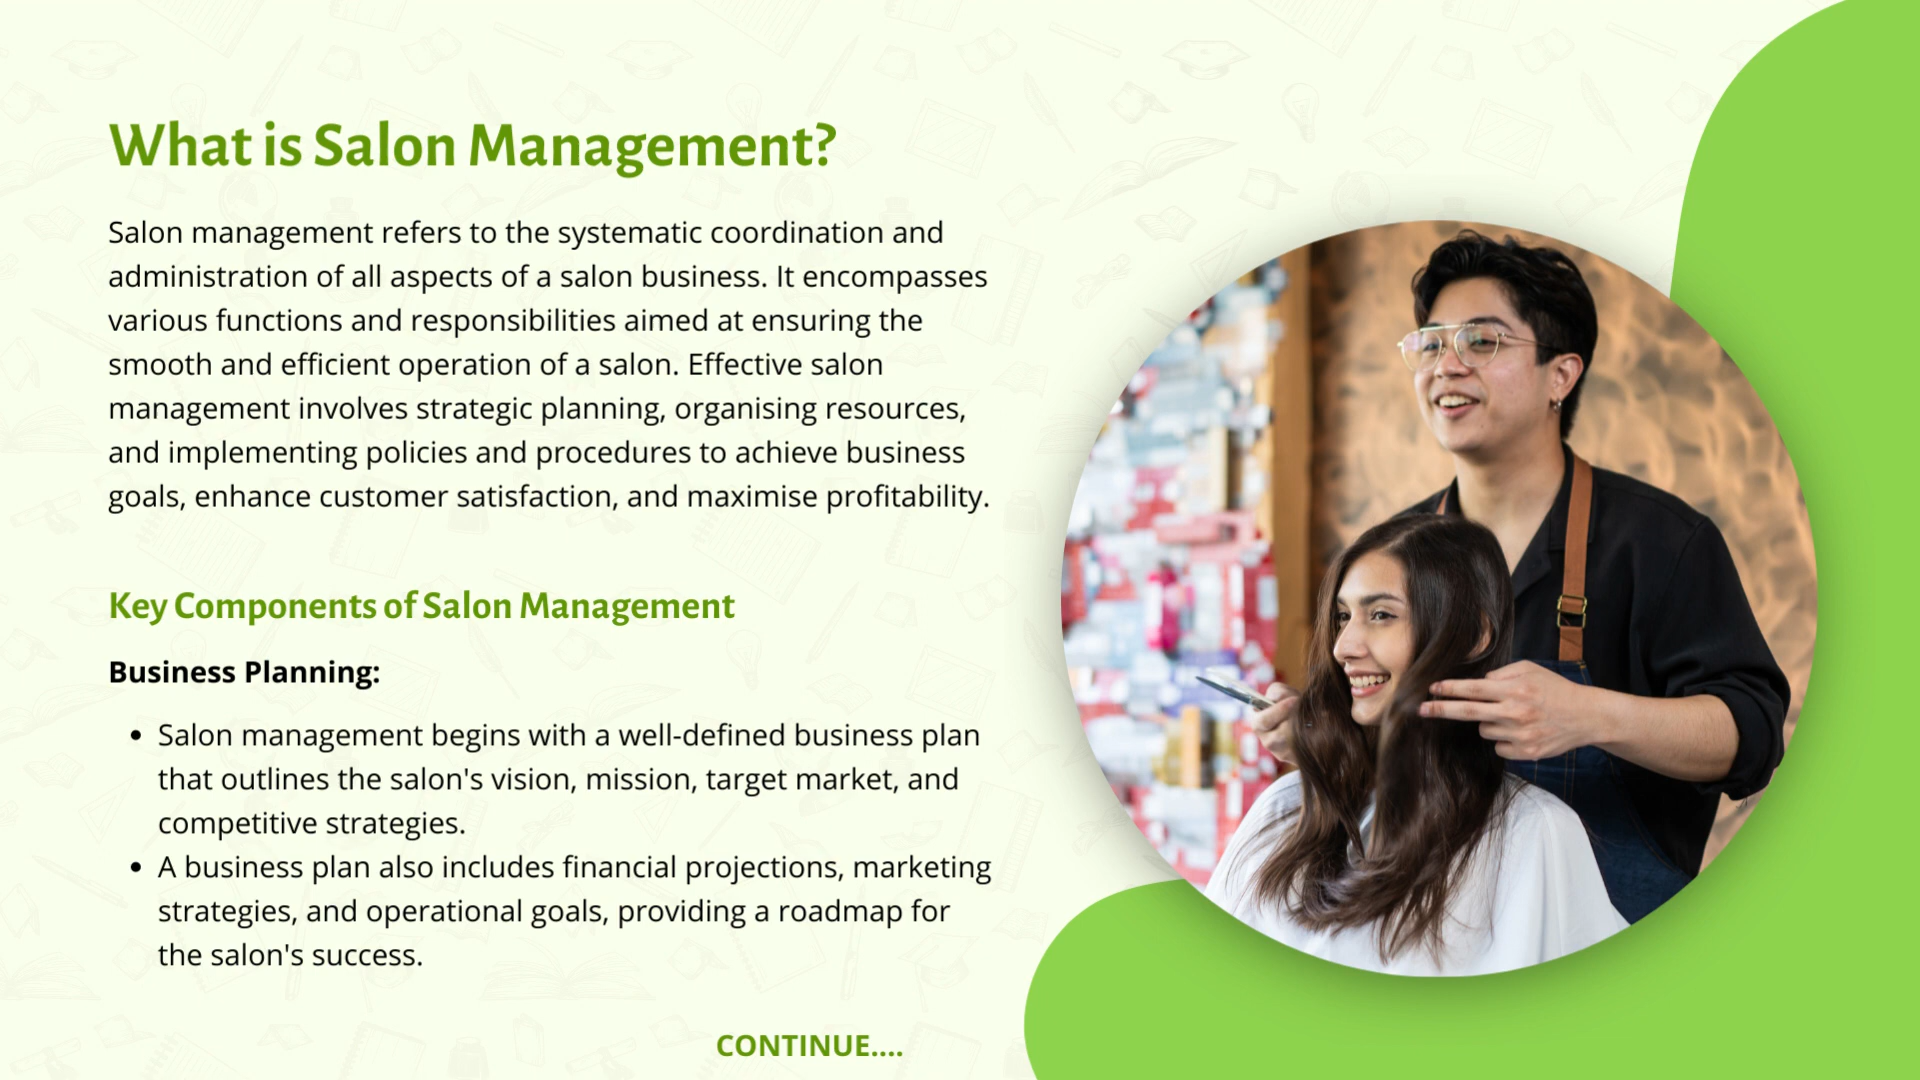 What is Salon Management?
Salon management refers to the systematic coordination and
administration of all aspects of a salon business. It encompasses
various functions and responsibilities aimed at ensuring the
smooth and efficient operation of a salon. Effective salon
management involves strategic planning, organising resources,
and implementing policies and procedures to achieve business
goals, enhance customer satisfaction, and maximise profitability.
Key Components of Salon Management
Business Planning:
• Salon management begins with a well-defined business plan
that outlines the salon's vision, mission, target market, and
competitive strategies.
• A business plan also includes financial projections, marketing
strategies, and operational goals, providing a roadmap for
the salon's success.
CONTINUE....